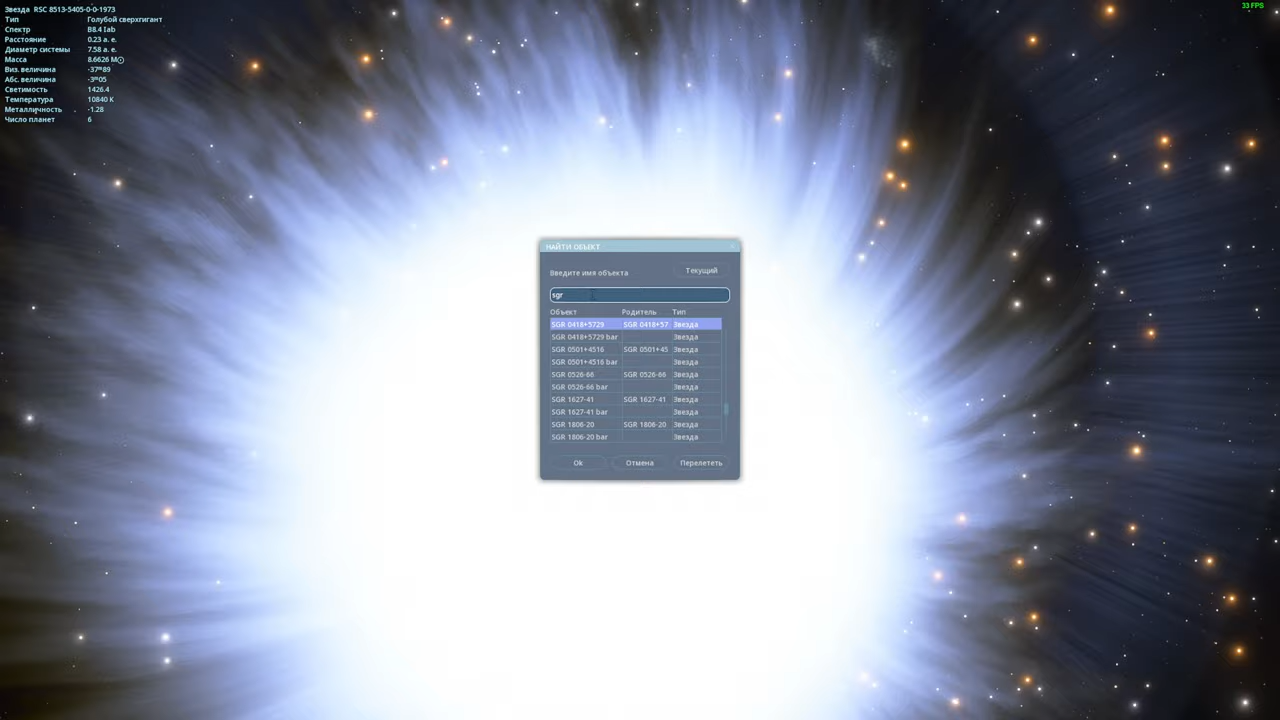 Звезда RSC 8513-5405-0-0-1973
Тип Голубой сверхгигант
Спектр B8.4 Iab
Расстояние 0.23 а. е.
Диаметр системы 7.58 а. е.
Масса 8.6626 M☉
Виз. величина -37ᵐ89
Абс. величина -3ᵐ05
Светимость 1426.4
Температура 10840 K
Металличность -1.28
Число планет 6
33 FPS
НАЙТИ ОБЪЕКТ
Введите имя объекта Текущий
sgr
Объект Родитель Тип
SGR 0418+5729 SGR 0418+57 Звезда
SGR 0418+5729 bar Звезда
SGR 0501+4516 SGR 0501+45 Звезда
SGR 0501+4516 bar Звезда
SGR 0526-66 SGR 0526-66 Звезда
SGR 0526-66 bar Звезда
SGR 1627-41 SGR 1627-41 Звезда
SGR 1627-41 bar Звезда
SGR 1806-20 SGR 1806-20 Звезда
SGR 1806-20 bar Звезда
Ok Отмена Перелететь